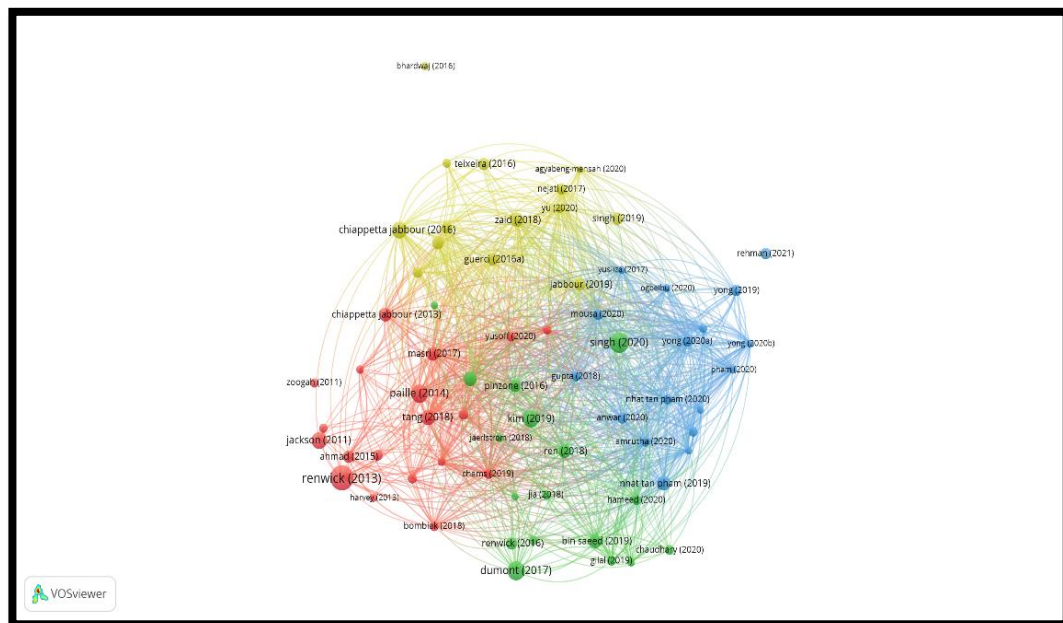 bhardwaj (2016)
teixeira (2016)
agyabeng-mensah (2020)
nejati (2017)
yu (2020)
zaid (2018)
singh (2019)
chiappetta jabbour (2016)
rehman (2021)
guerci (2016a)
yusliza (2017)
jabbour (2019)
ogbeibu (2020)
yong (2019)
chiappetta jabbour (2013)
mousa (2020)
yusoff (2020)
singh (2020)
yong (2020a)
yong (2020b)
masri (2017)
pham (2020)
gupta (2018)
zoogah (2011)
pinzone (2016)
paille (2014)
nhat tan pham (2020)
tang (2018)
kim (2019)
anwar (2020)
jackson (2011)
jaerlstrom (2018)
amrutha (2020)
ren (2018)
ahmad (2015)
chams (2019)
renwick (2013)
nhat tan pham (2019)
harvey (2013)
jia (2018)
hameed (2020)
bombiak (2018)
renwick (2016)
bin saeed (2019)
chaudhary (2020)
gilal (2019)
dumont (2017)
VOSviewer